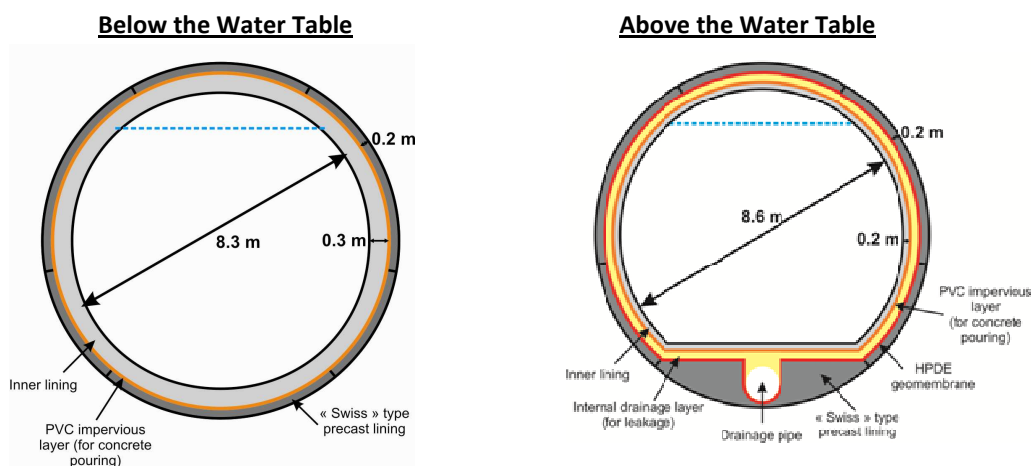 Below the Water Table
0.2 m
8.3 m
0.3 m
Inner lining
PVC impervious
layer (for concrete
pouring)
« Swiss » type
precast lining
Above the Water Table
0.2 m
8.6 m
0.2 m
PVC impervious
layer
(for concrete
pouring)
HPDE
geomembrane
Inner lining
Internal drainage layer
(for leakage)
Drainage pipe
« Swiss » type
precast lining